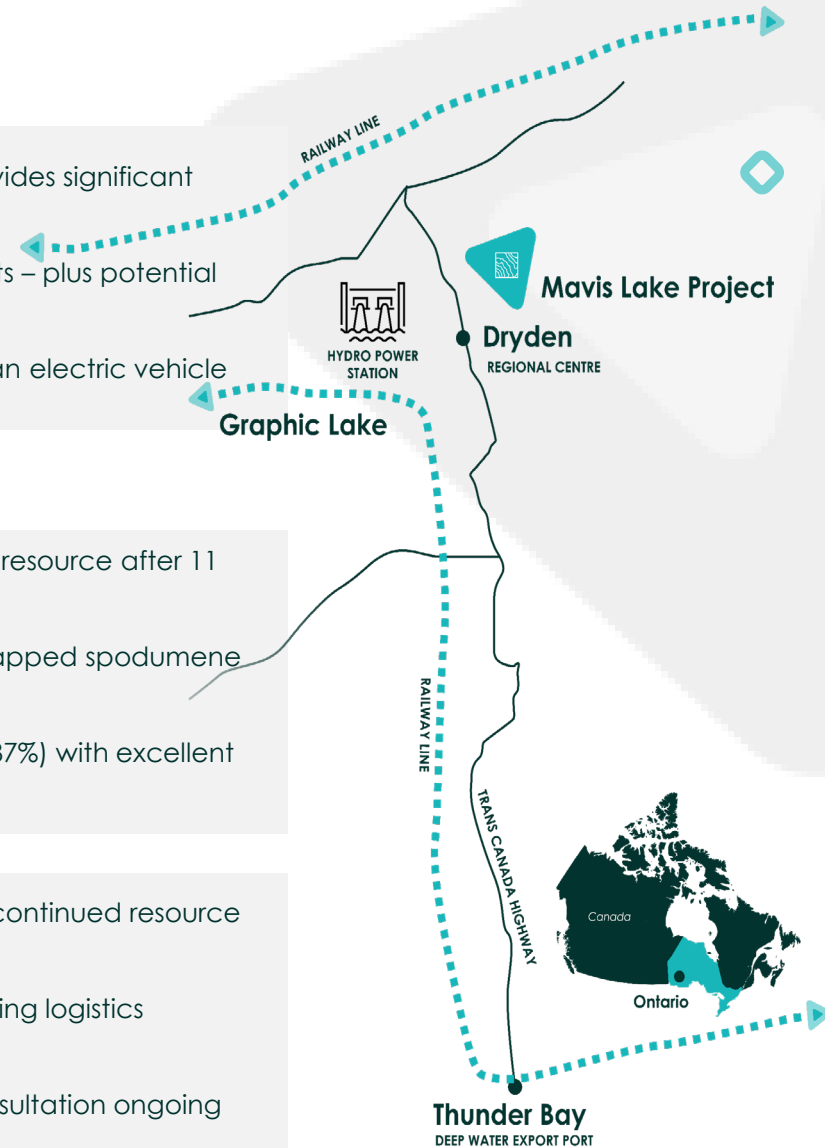 vides significant
ts – plus potential
an electric vehicle
resource after 11
apped spodumene
37%) with excellent
continued resource
ing logistics
sultation ongoing
RAILWAY LINE
Mavis Lake Project
Dryden
REGIONAL CENTRE
HYDRO POWER
STATION
Graphic Lake
RAILWAY LINE
TRANS CANADA HIGHWAY
Canada
Ontario
Thunder Bay
DEEP WATER EXPORT PORT